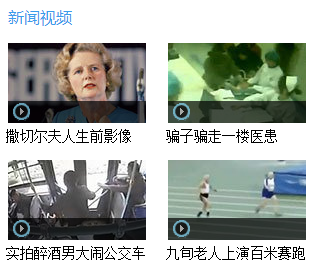 新闻视频
撒切尔夫人生前影像
骗子骗走一楼医患
实拍醉酒男大闹公交车
九旬老人上演百米赛跑